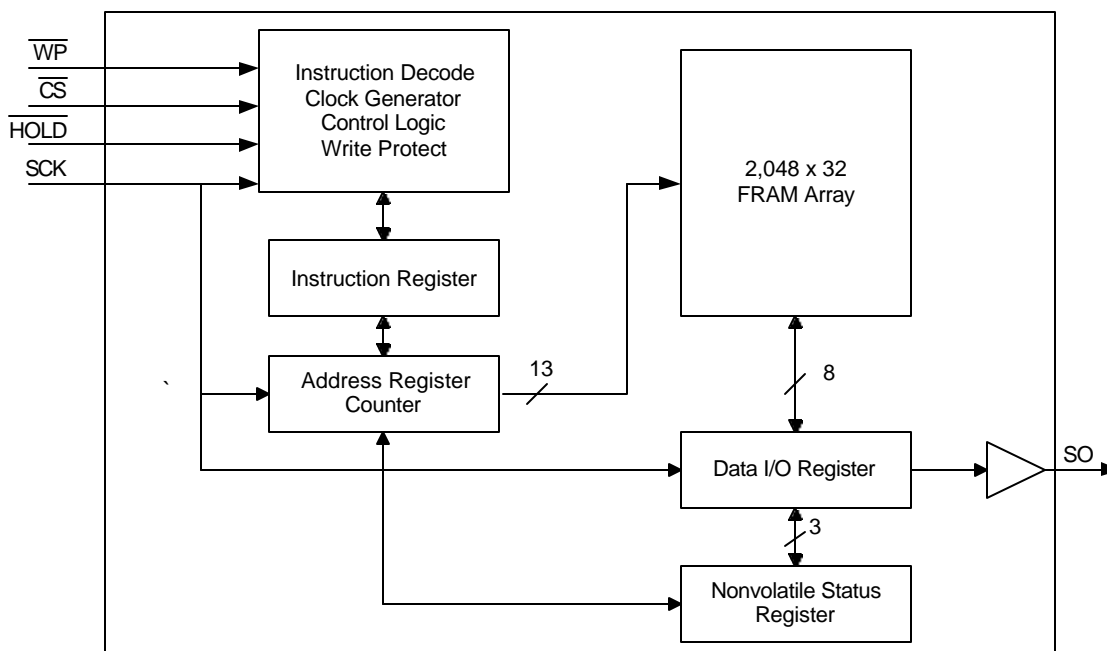 WP
CS
HOLD
SCK
Instruction Decode
Clock Generator
Control Logic
Write Protect
2,048 x 32
FRAM Array
Instruction Register
Address Register
Counter
13
8
`
Data I/O Register
SO
3
Nonvolatile Status
Register